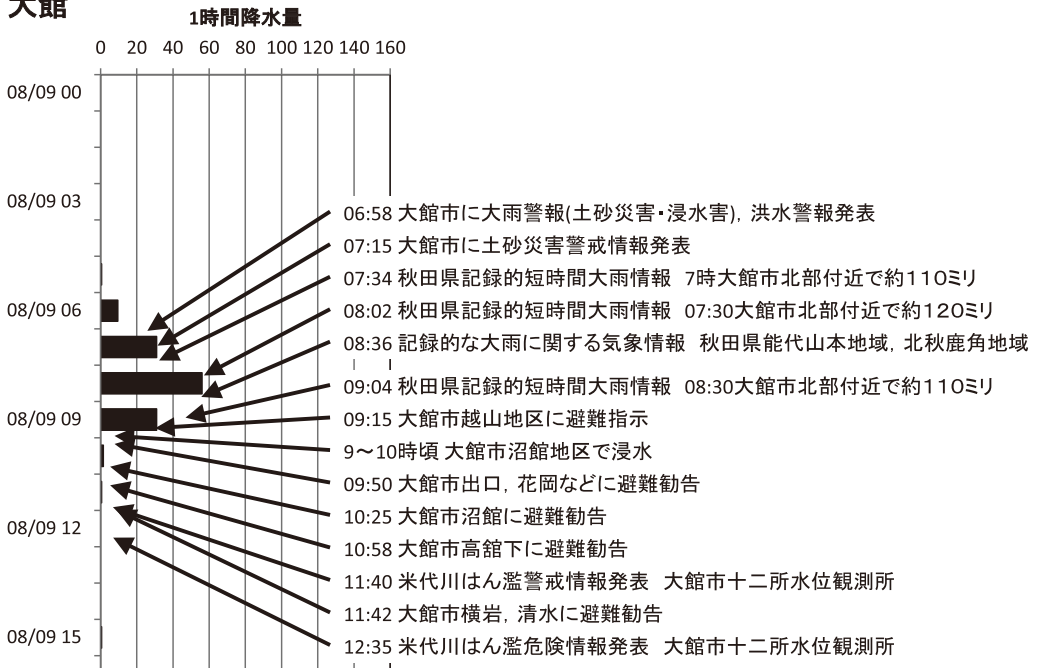 大館
1時間降水量
0 20 40 60 80 100 120 140 160
08/09 00
08/09 03
06:58 大館市に大雨警報(土砂災害・浸水害),洪水警報発表
07:15 大館市に土砂災害警戒情報発表
07:34 秋田県記録的短時間大雨情報 7時大館市北部付近で約110ミリ
08/09 06
08:02 秋田県記録的短時間大雨情報 07:30大館市北部付近で約120ミリ
08:36 記録的な大雨に関する気象情報 秋田県能代山本地域,北秋鹿角地域
09:04 秋田県記録的短時間大雨情報 08:30大館市北部付近で約110ミリ
08/09 09
09:15 大館市越山地区に避難指示
9~10時頃 大館市沼館地区で浸水
09:50 大館市出口,花岡などに避難勧告
10:25 大館市沼館に避難勧告
08/09 12
10:58 大館市高舘下に避難勧告
11:40 米代川はん濫警戒情報発表 大館市十二所水位観測所
11:42 大館市横岩,清水に避難勧告
08/09 15
12:35 米代川はん濫危険情報発表 大館市十二所水位観測所